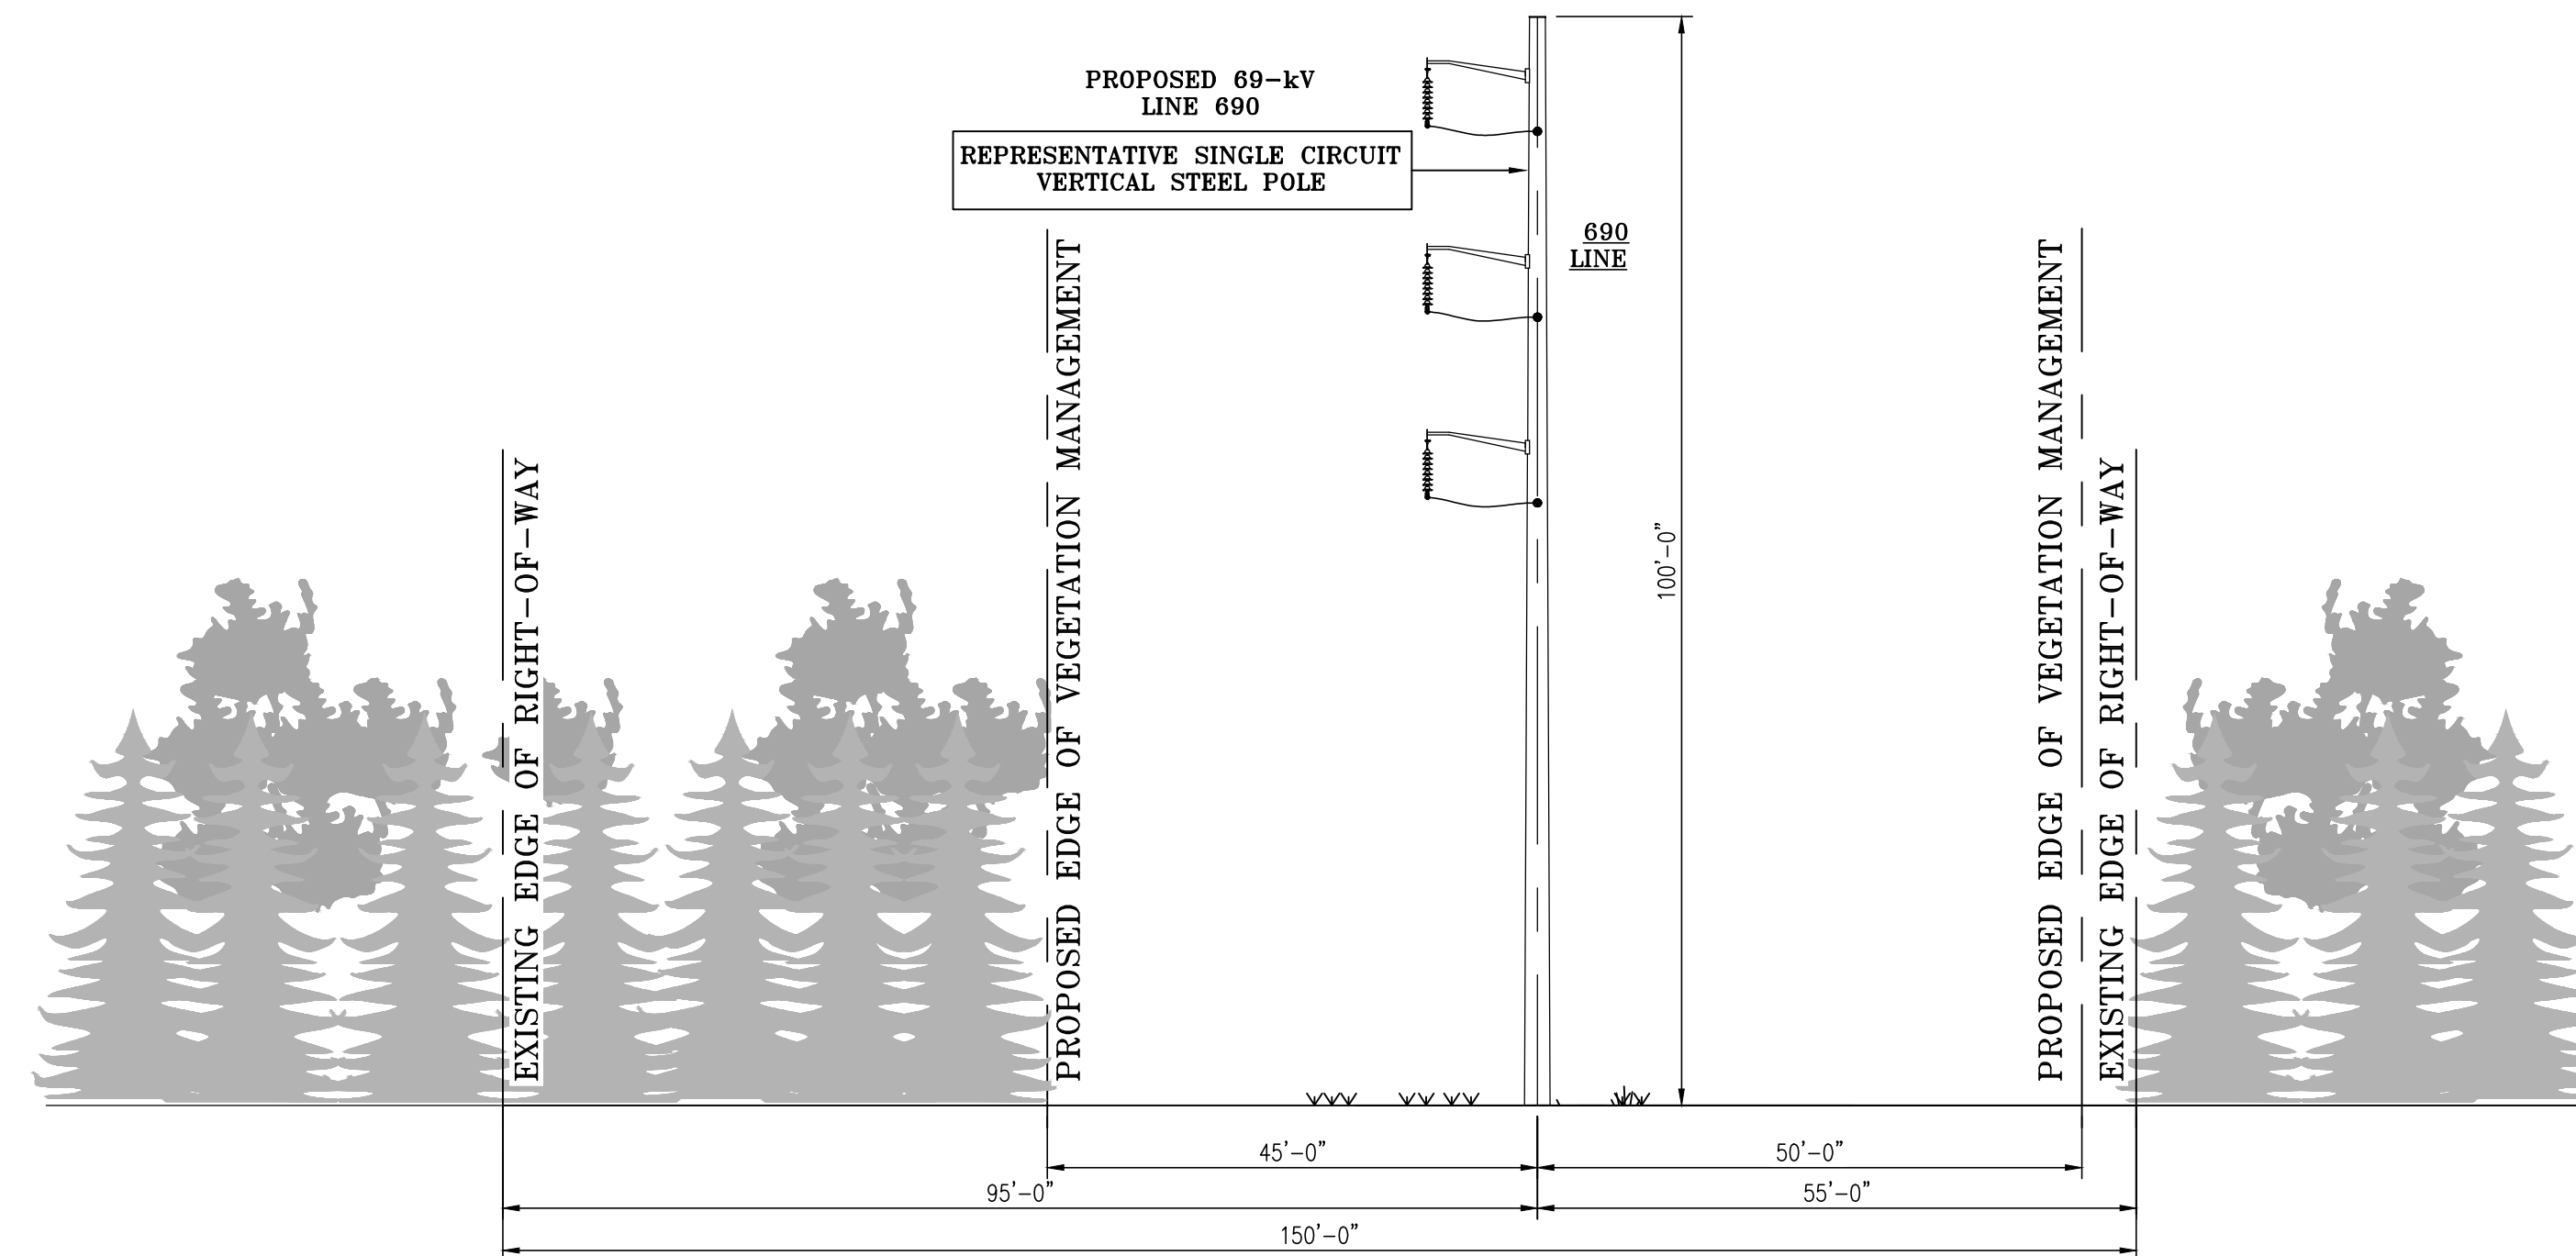 PROPOSED 69-kV
LINE 690
REPRESENTATIVE SINGLE CIRCUIT
VERTICAL STEEL POLE
690
LINE
EXISTING EDGE OF RIGHT-OF-WAY
PROPOSED EDGE OF VEGETATION MANAGEMENT
100'-0"
PROPOSED EDGE OF VEGETATION MANAGEMENT
EXISTING EDGE OF RIGHT-OF-WAY
45'-0"
50'-0"
95'-0"
55'-0"
150'-0"